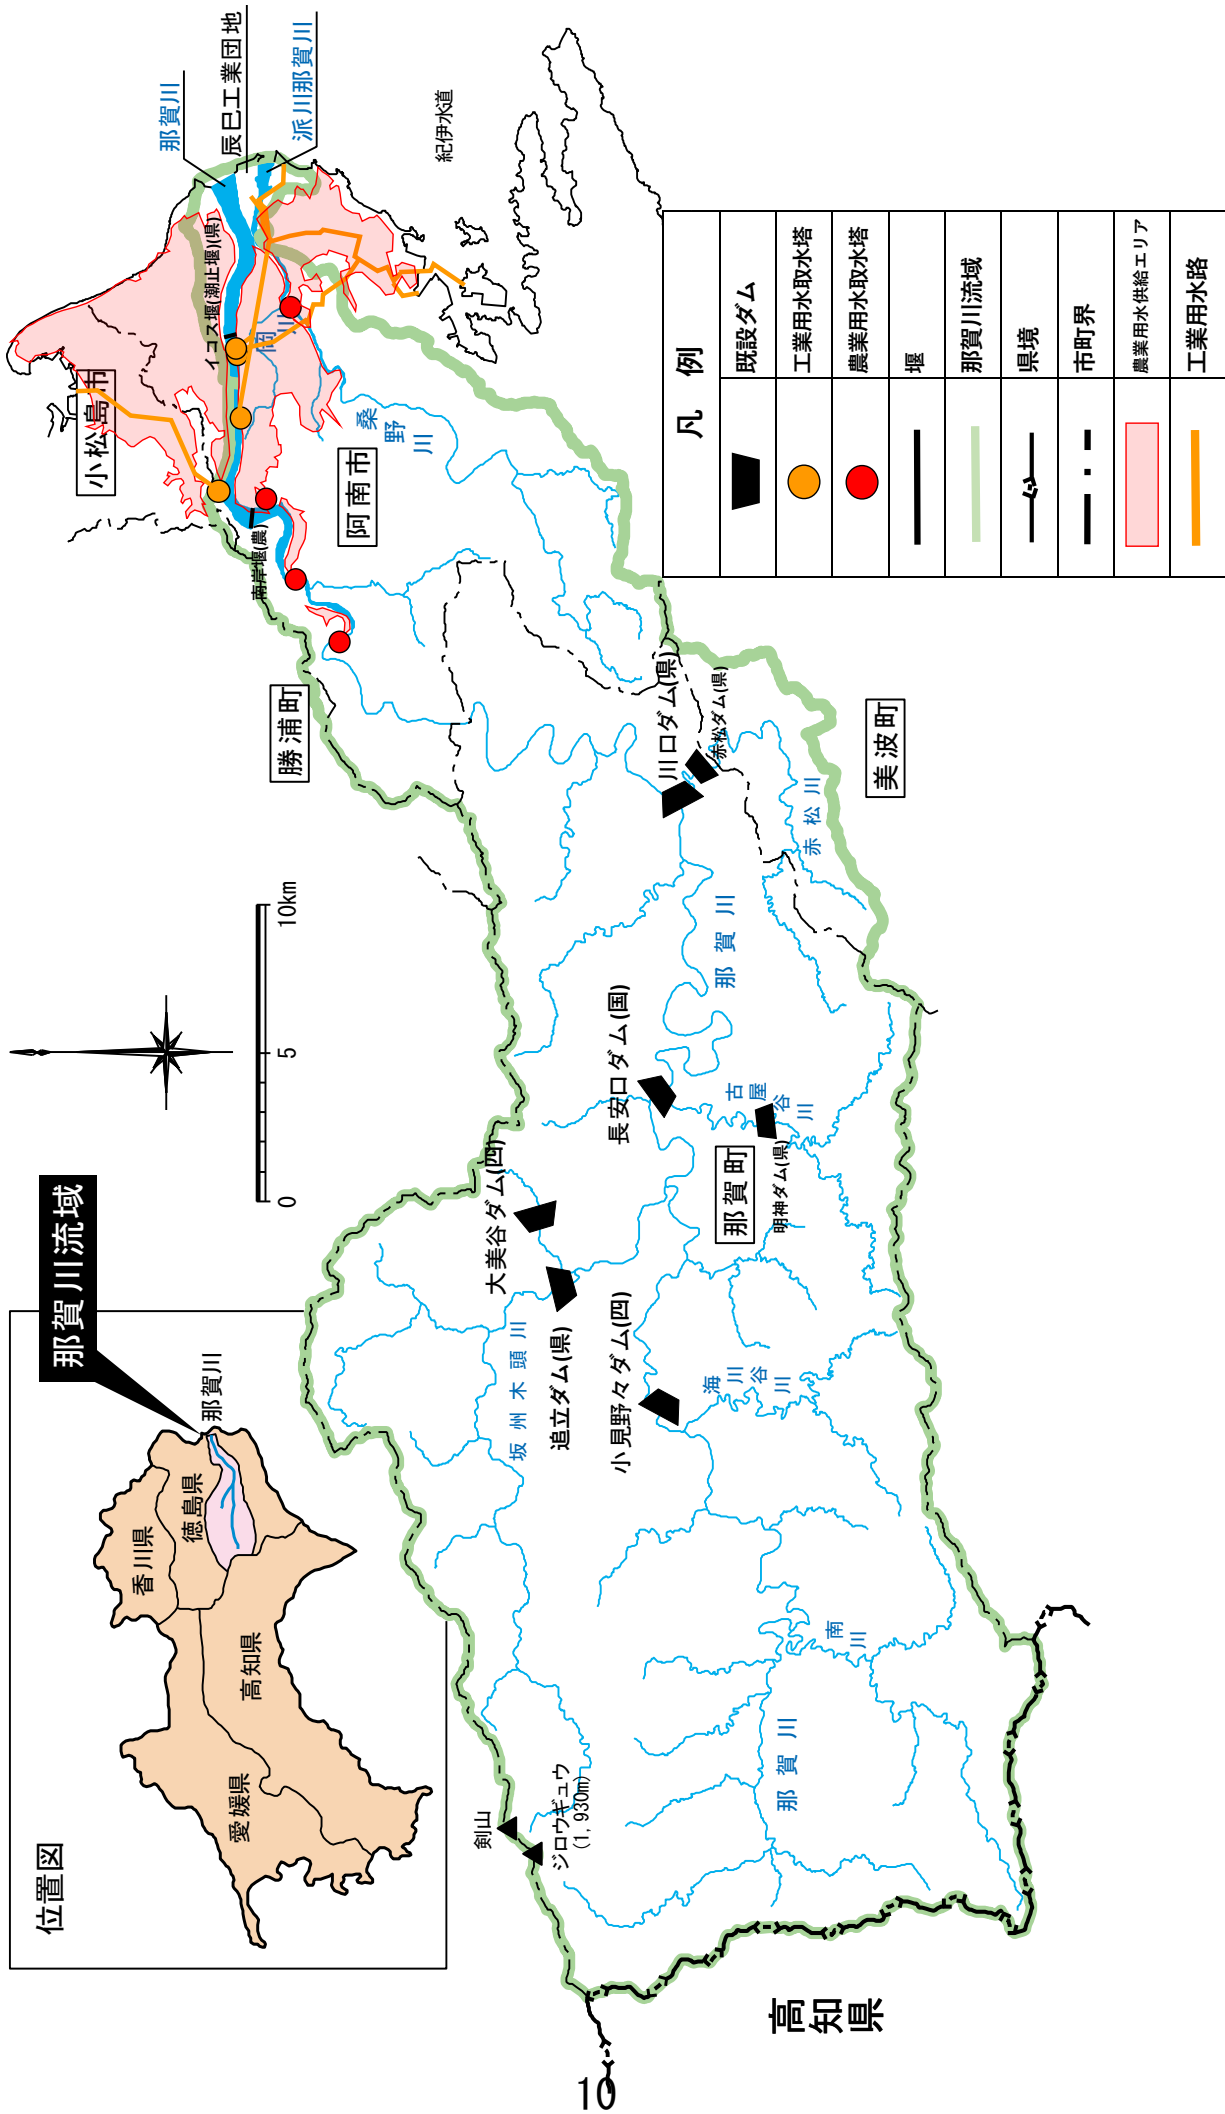 位置図
那賀川流域
香川県
徳島県
愛媛県
高知県
那賀川
0
5
10km
剣山
ジロウギュウ
(1,930m)
高知県
那賀川
南川
坂州木頭川
追立ダム(県)
大美谷ダム(四)
小見野々ダム(四)
海川谷川
那賀町
明神ダム(県)
古屋谷川
長安口ダム(国)
那賀川
川口ダム(県)
赤松ダム(県)
赤松川
美波町
勝浦町
阿南市
小松島市
南岸堰(農)
イコス堰(潮止堰)(県)
桑野川
岡川
那賀川
辰巳工業団地
派川那賀川
紀伊水道
凡例
既設ダム
工業用水取水塔
農業用水取水塔
堰
那賀川流域
県境
市町界
農業用水供給エリア
工業用水路
10